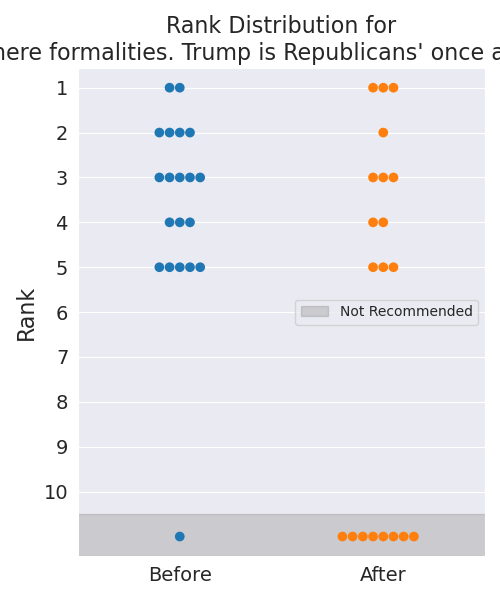 Rank Distribution for
here formalities. Trump is Republicans' once a
1
2
3
4
5
6
7
8
9
10
Rank
Not Recommended
Before
After